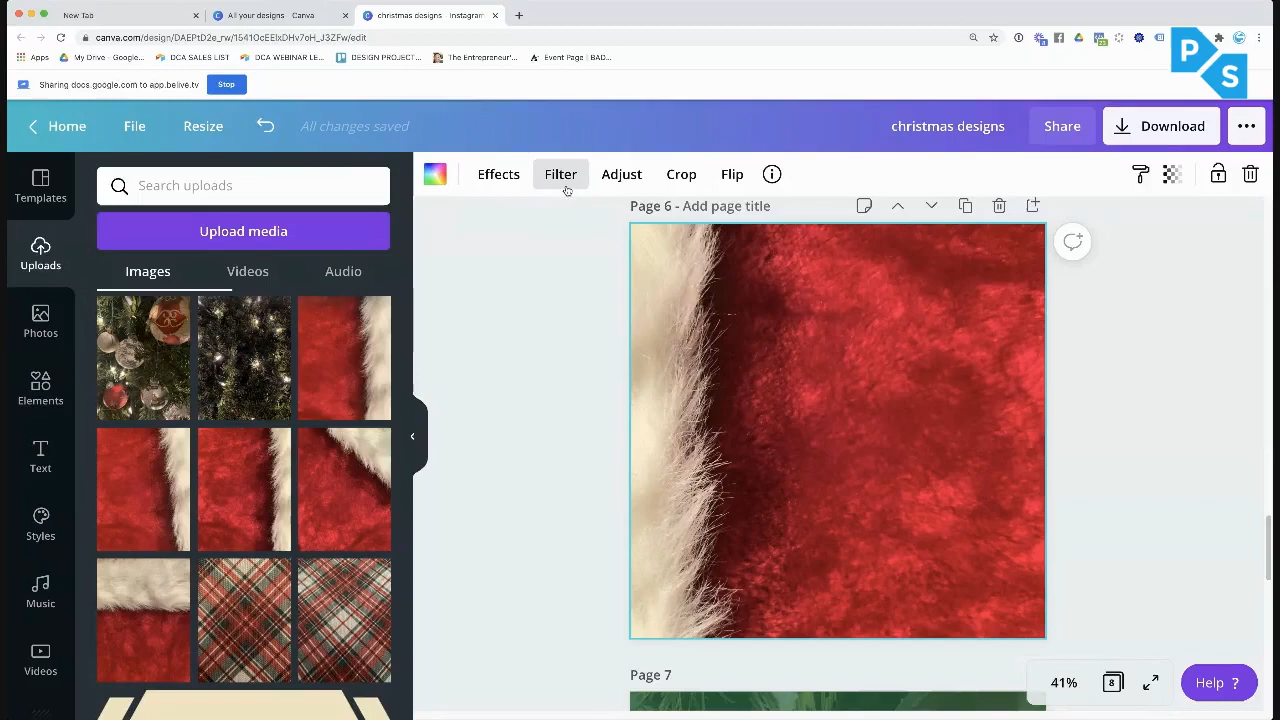 New Tab
All your designs - Canva
christmas designs - Instagram
canva.com/design/DAEPtD2e_rw/1541OcEElxDHv7oH_J3ZFw/edit
Apps
My Drive - Google...
DCA SALES LIST
DCA WEBINAR LE...
DESIGN PROJECT...
The Entrepreneur'...
Event Page | BAD...
Sharing docs.google.com to app.belive.tv
Stop
P
S
Home
File
Resize
All changes saved
christmas designs
Share
Download
Templates
Uploads
Photos
Elements
Text
Styles
Music
Videos
Search uploads
Upload media
Images
Videos
Audio
Effects
Filter
Adjust
Crop
Flip
Page 6 - Add page title
Page 7
41%
8
Help ?